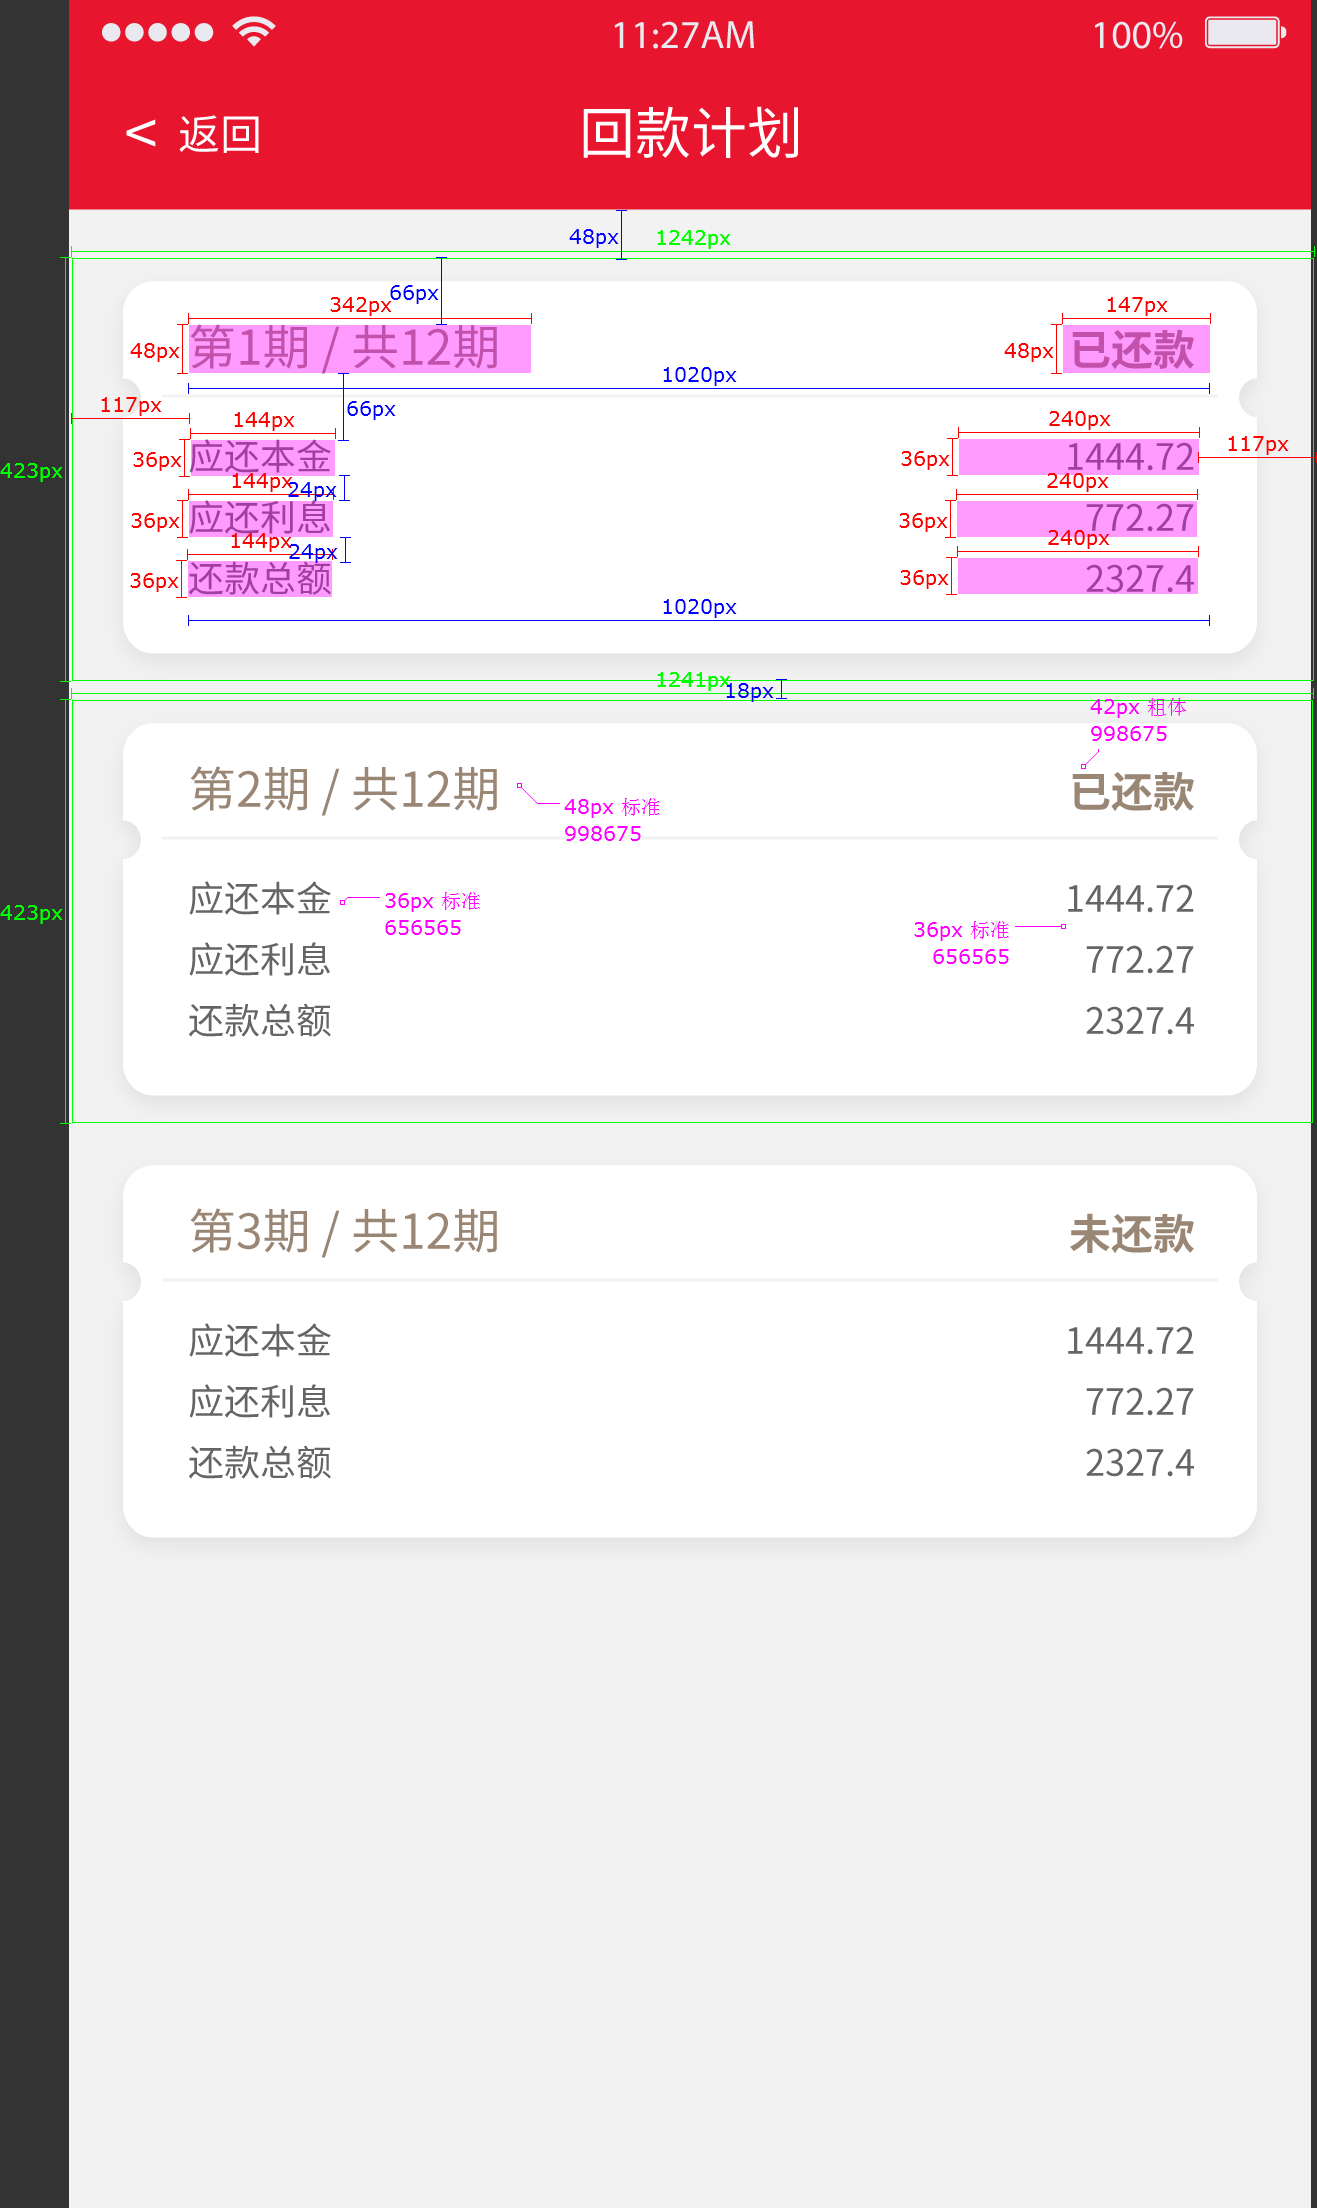 11:27AM 100%
< 返回 回款计划
48px 1242px
66px
342px 147px
48px 第1期 / 共12期 48px 已还款
1020px
117px 66px
144px 240px
423px 36px 应还本金 36px 1444.72 117px
144px 24px 240px
36px 应还利息 36px 772.27
144px 24px 240px
36px 还款总额 36px 2327.4
1020px
1241px 18px
42px 粗体
998675
第2期 / 共12期 已还款
48px 标准
998675
423px 应还本金 1444.72
36px 标准
656565
36px 标准
656565
应还利息 772.27
还款总额 2327.4
第3期 / 共12期 未还款
应还本金 1444.72
应还利息 772.27
还款总额 2327.4